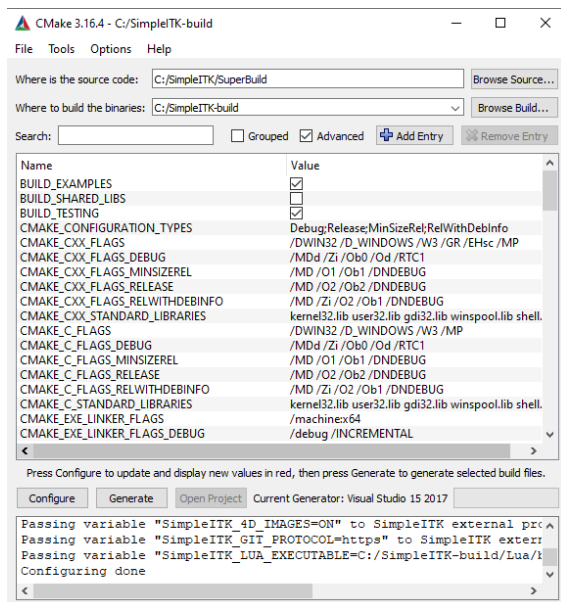 CMake 3.16.4 - C:/SimpleITK-build
File Tools Options Help
Where is the source code: C:/SimpleITK/SuperBuild Browse Source...
Where to build the binaries: C:/SimpleITK-build Browse Build...
Search: Grouped Advanced Add Entry Remove Entry
Name Value
BUILD_EXAMPLES
BUILD_SHARED_LIBS
BUILD_TESTING
CMAKE_CONFIGURATION_TYPES Debug;Release;MinSizeRel;RelWithDebInfo
CMAKE_CXX_FLAGS /DWIN32 /D_WINDOWS /W3 /GR /EHsc /MP
CMAKE_CXX_FLAGS_DEBUG /MDd /Zi /Ob0 /Od /RTC1
CMAKE_CXX_FLAGS_MINSIZEREL /MD /O1 /Ob1 /DNDEBUG
CMAKE_CXX_FLAGS_RELEASE /MD /O2 /Ob2 /DNDEBUG
CMAKE_CXX_FLAGS_RELWITHDEBINFO /MD /Zi /O2 /Ob1 /DNDEBUG
CMAKE_CXX_STANDARD_LIBRARIES kernel32.lib user32.lib gdi32.lib winspool.lib shell.
CMAKE_C_FLAGS /DWIN32 /D_WINDOWS /W3 /MP
CMAKE_C_FLAGS_DEBUG /MDd /Zi /Ob0 /Od /RTC1
CMAKE_C_FLAGS_MINSIZEREL /MD /O1 /Ob1 /DNDEBUG
CMAKE_C_FLAGS_RELEASE /MD /O2 /Ob2 /DNDEBUG
CMAKE_C_FLAGS_RELWITHDEBINFO /MD /Zi /O2 /Ob1 /DNDEBUG
CMAKE_C_STANDARD_LIBRARIES kernel32.lib user32.lib gdi32.lib winspool.lib shell.
CMAKE_EXE_LINKER_FLAGS /machine:x64
CMAKE_EXE_LINKER_FLAGS_DEBUG /debug /INCREMENTAL
Press Configure to update and display new values in red, then press Generate to generate selected build files.
Configure Generate Open Project Current Generator: Visual Studio 15 2017
Passing variable "SimpleITK_4D_IMAGES=ON" to SimpleITK external pro
Passing variable "SimpleITK_GIT_PROTOCOL=https" to SimpleITK extern
Passing variable "SimpleITK_LUA_EXECUTABLE=C:/SimpleITK-build/Lua/b
Configuring done